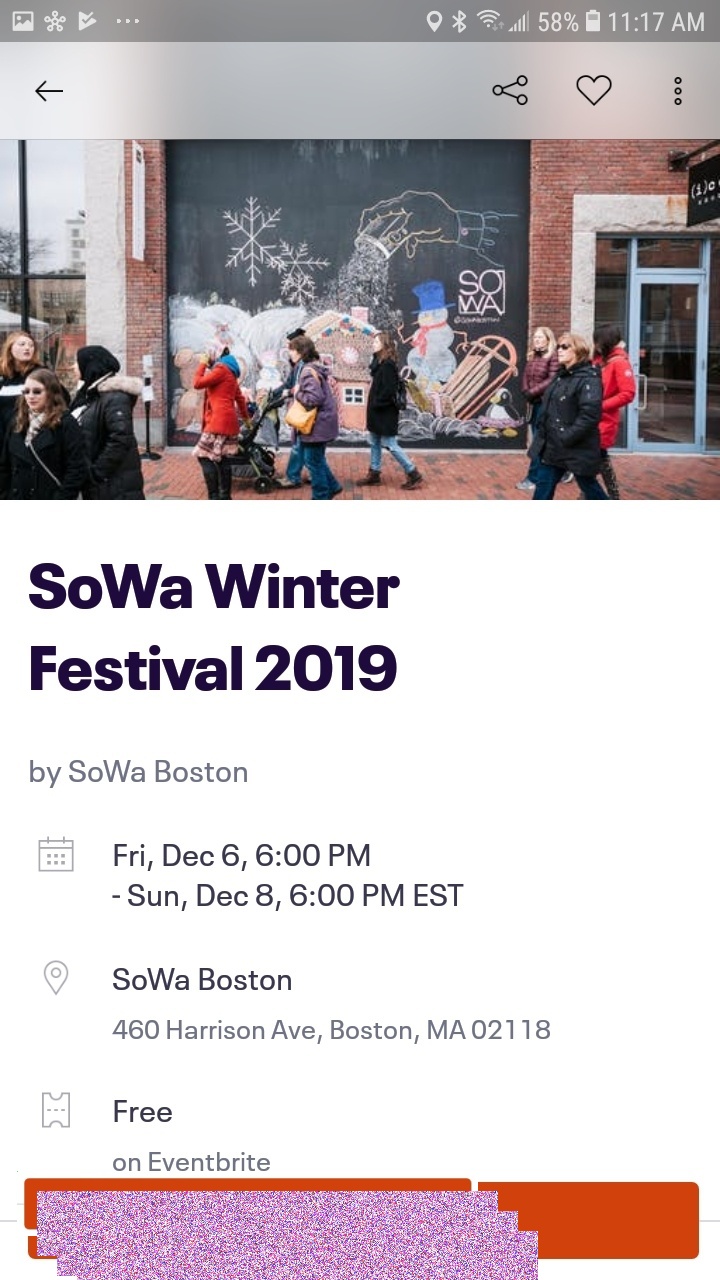 58% 11:17 AM
SO
WA
SoWa Winter
Festival 2019
by SoWa Boston
Fri, Dec 6, 6:00 PM
- Sun, Dec 8, 6:00 PM EST
SoWa Boston
460 Harrison Ave, Boston, MA 02118
Free
on Eventbrite